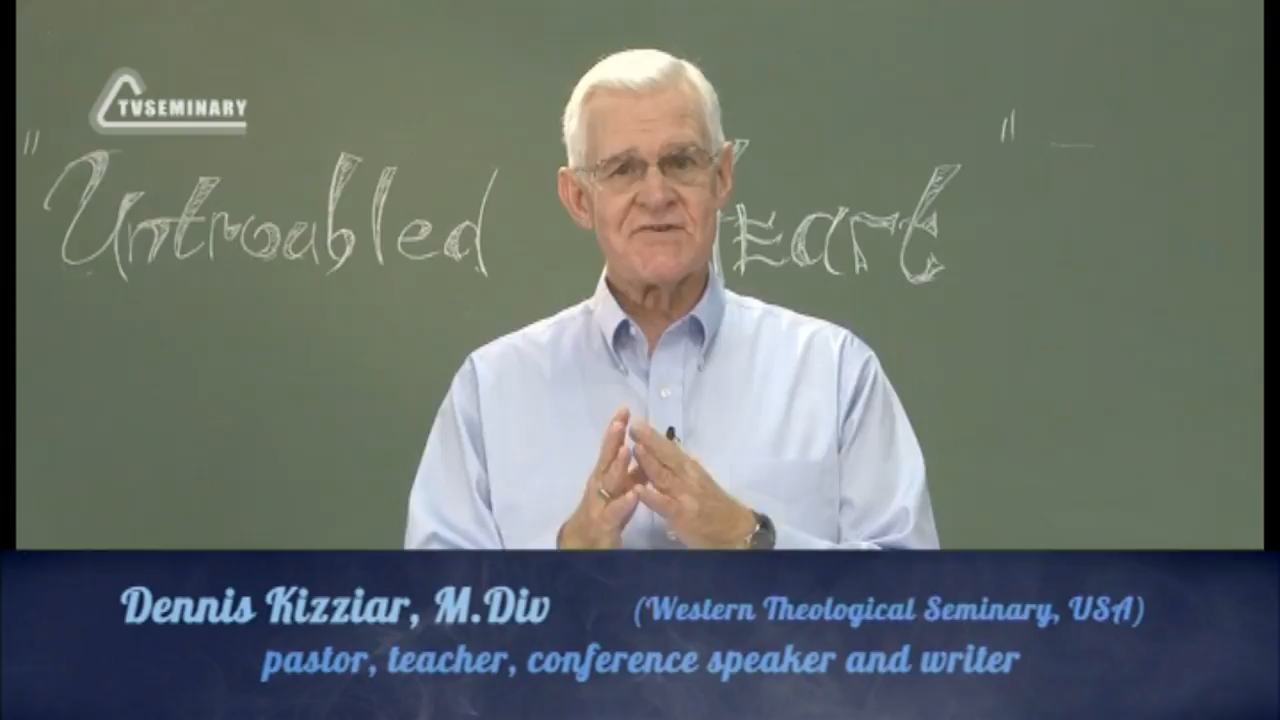 TVSEMINARY
"Untroubled Heart" –
Dennis Kizziar, M.Div (Western Theological Seminary, USA)
pastor, teacher, conference speaker and writer